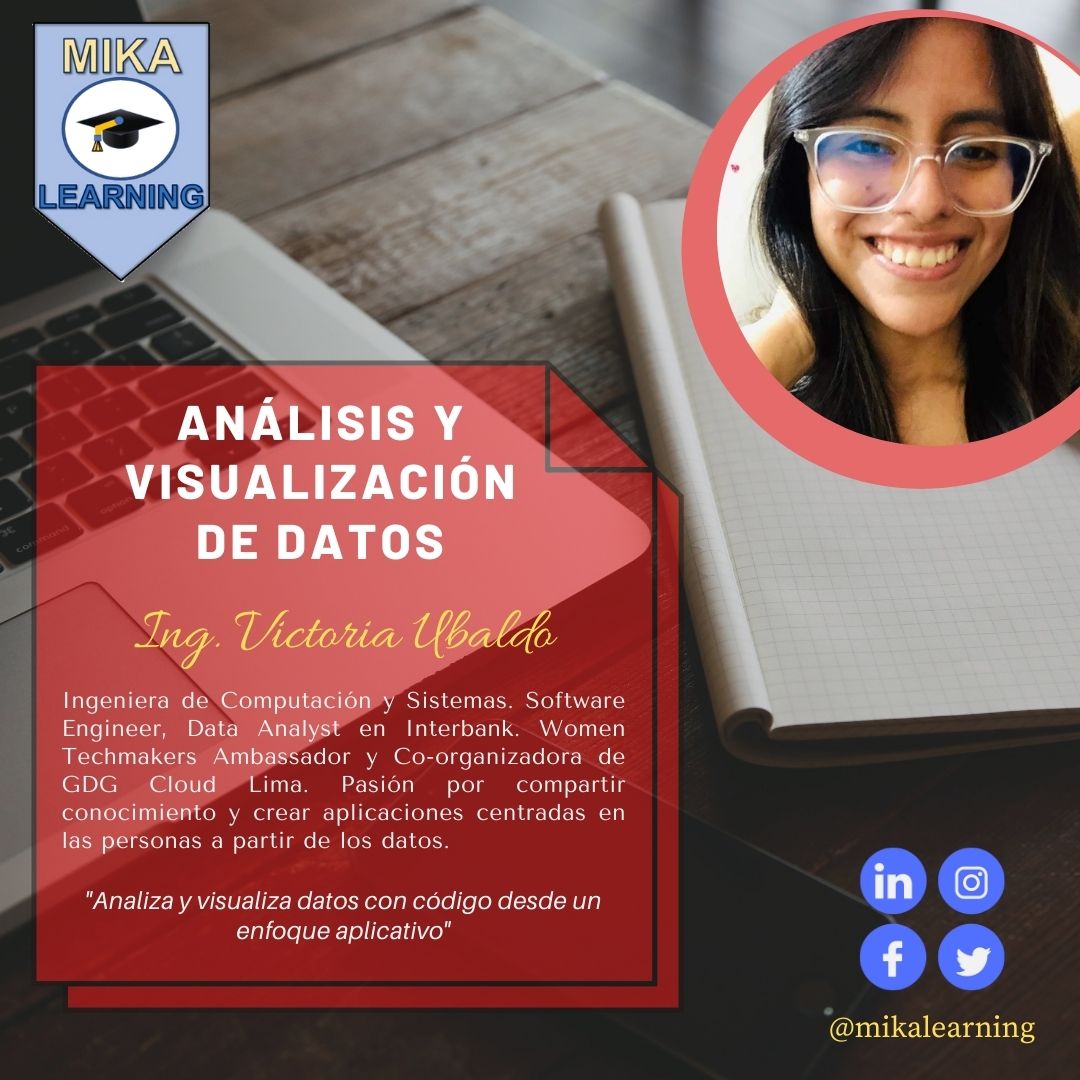 MIKA
LEARNING
ANÁLISIS Y
VISUALIZACIÓN
DE DATOS
Ing. Victoria Ubaldo
Ingeniera de Computación y Sistemas. Software
Engineer, Data Analyst en Interbank. Women
Techmakers Ambassador y Co-organizadora de
GDG Cloud Lima. Pasión por compartir
conocimiento y crear aplicaciones centradas en
las personas a partir de los datos.
"Analiza y visualiza datos con código desde un
enfoque aplicativo"
command
option
in
f
@mikalearning